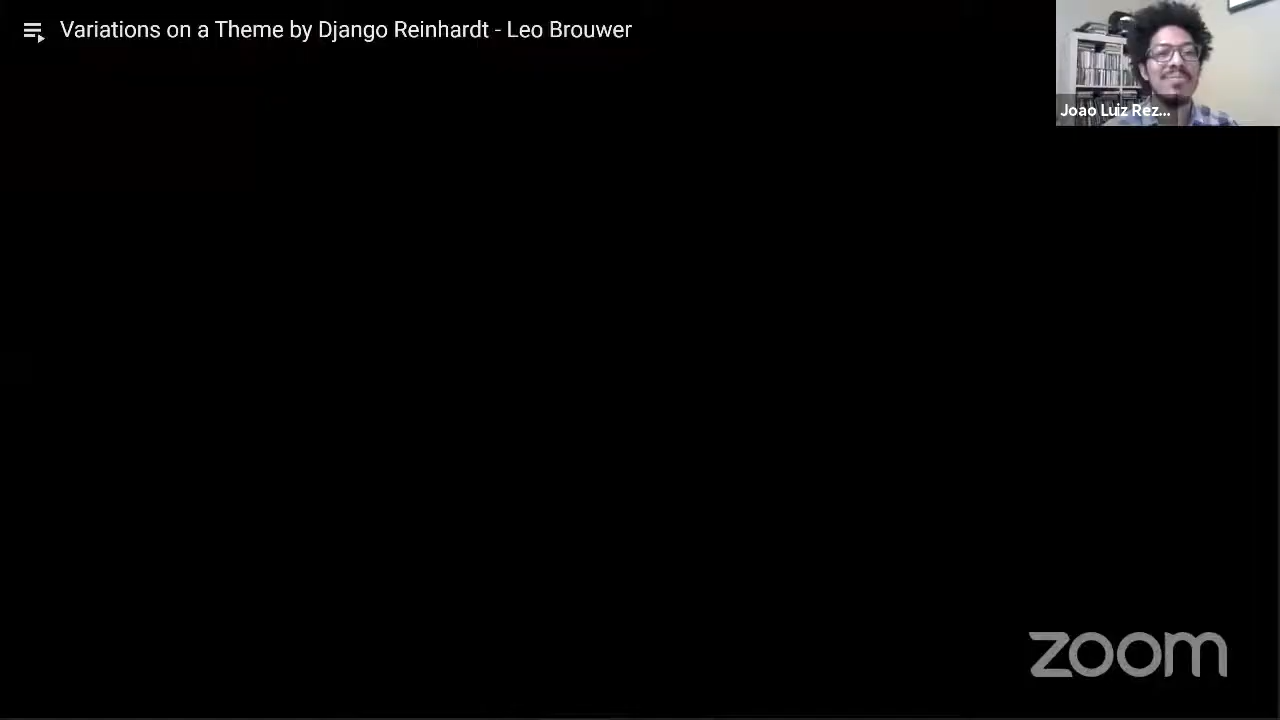 Variations on a Theme by Django Reinhardt - Leo Brouwer
Joao Luiz Rez...
zoom